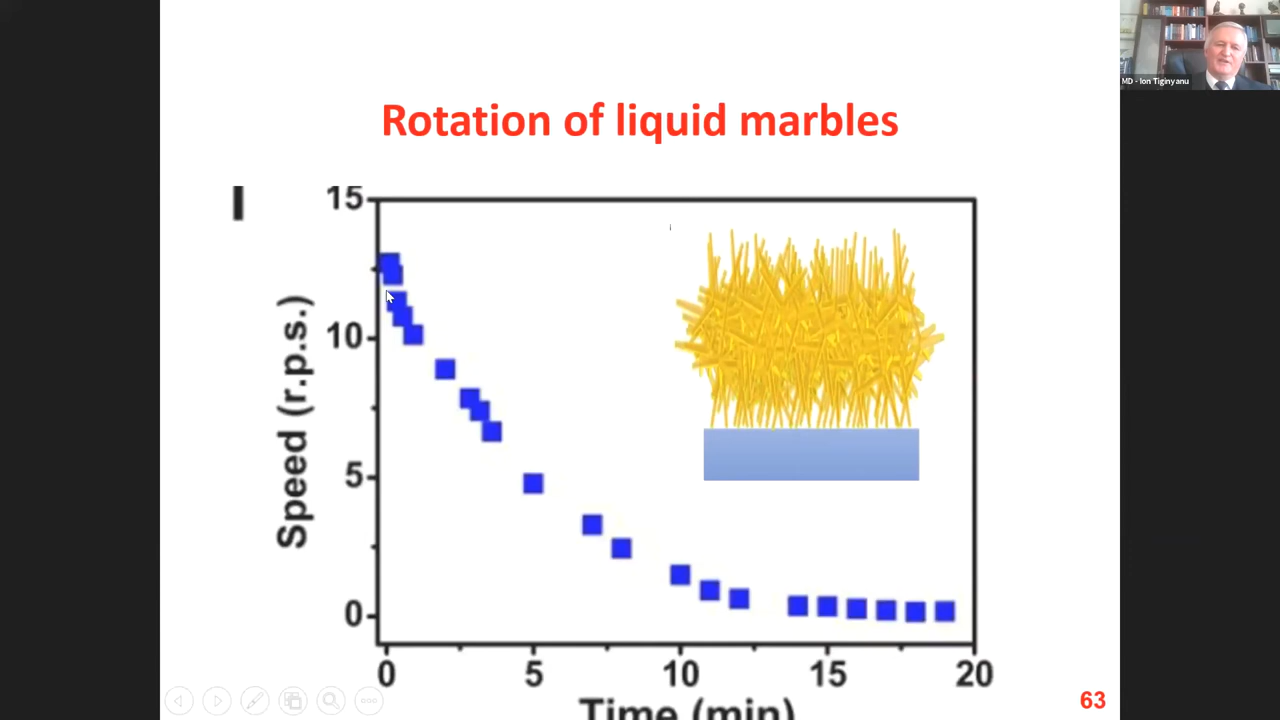 MD - Ion Tiginyanu
Rotation of liquid marbles
I
15
10
5
0
Speed (r.p.s.)
0 5 10 15 20
Time (min)
63